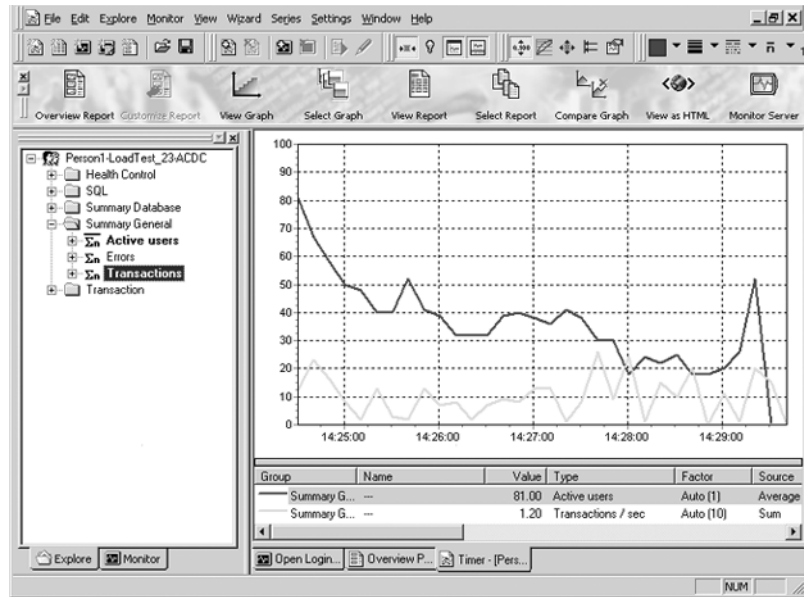 File Edit Explore Monitor View Wizard Series Settings Window Help
Overview Report Customize Report View Graph Select Graph View Report Select Report Compare Graph View as HTML Monitor Server
Person1-LoadTest_23-ACDC
Health Control
SQL
Summary Database
Summary General
Σn Active users
Σn Errors
Σn Transactions
Transaction
100
90
80
70
60
50
40
30
20
10
0
14:25:00 14:26:00 14:27:00 14:28:00 14:29:00
Group Name Value Type Factor Source
Summary G... --- 81.00 Active users Auto (1) Average
Summary G... --- 1.20 Transactions / sec Auto (10) Sum
Explore Monitor
Open Login... Overview P... Timer - [Pers...
NUM